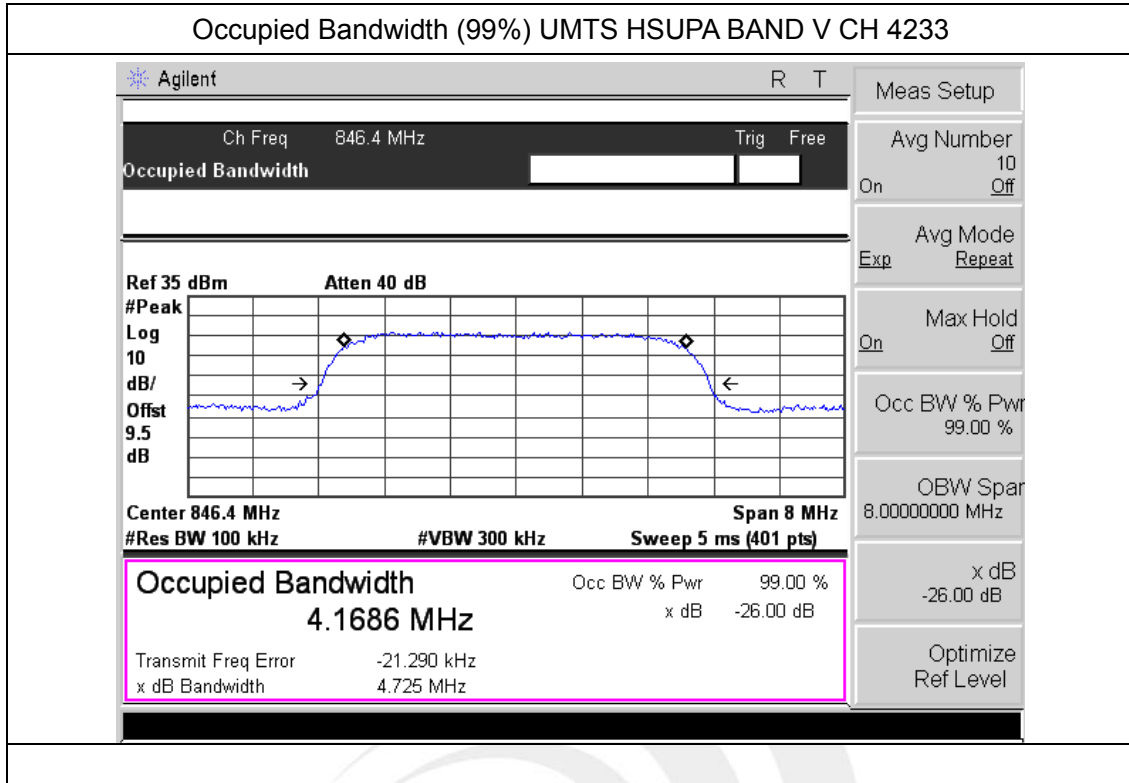 Occupied Bandwidth (99%) UMTS HSUPA BAND V CH 4233
Agilent
R T
Ch Freq 846.4 MHz
Trig Free
Occupied Bandwidth
Ref 35 dBm
Atten 40 dB
#Peak
Log
10
dB/
Offst
9.5
dB
Center 846.4 MHz
Span 8 MHz
#Res BW 100 kHz
#VBW 300 kHz
Sweep 5 ms (401 pts)
Occupied Bandwidth
4.1686 MHz
Occ BW % Pwr 99.00 %
x dB -26.00 dB
Transmit Freq Error -21.290 kHz
x dB Bandwidth 4.725 MHz
Meas Setup
Avg Number
10
On Off
Avg Mode
Exp Repeat
Max Hold
On Off
Occ BW % Pwr
99.00 %
OBW Span
8.00000000 MHz
x dB
-26.00 dB
Optimize
Ref Level